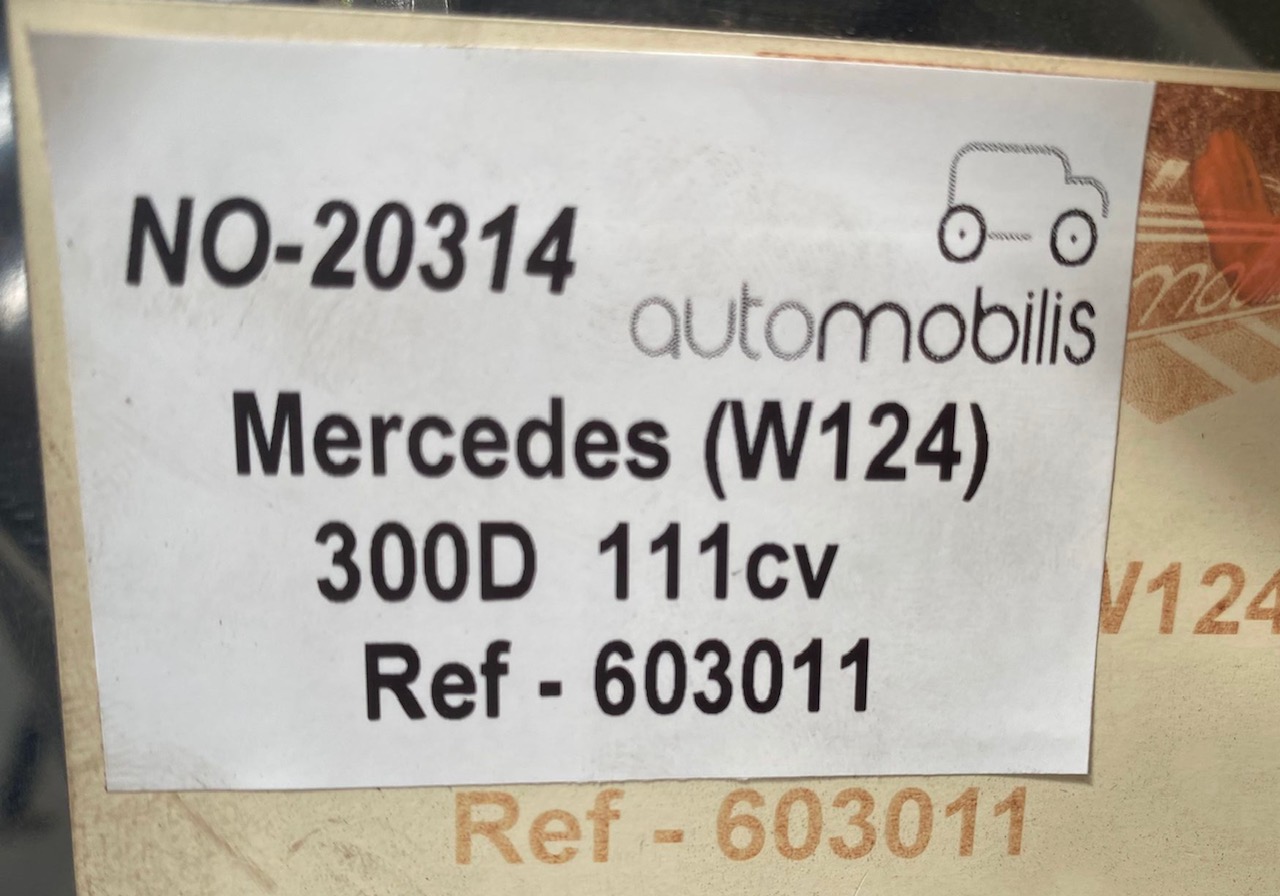 NO-20314
automobilis
Mercedes (W124)
300D 111cv
Ref - 603011
W124
Ref - 603011